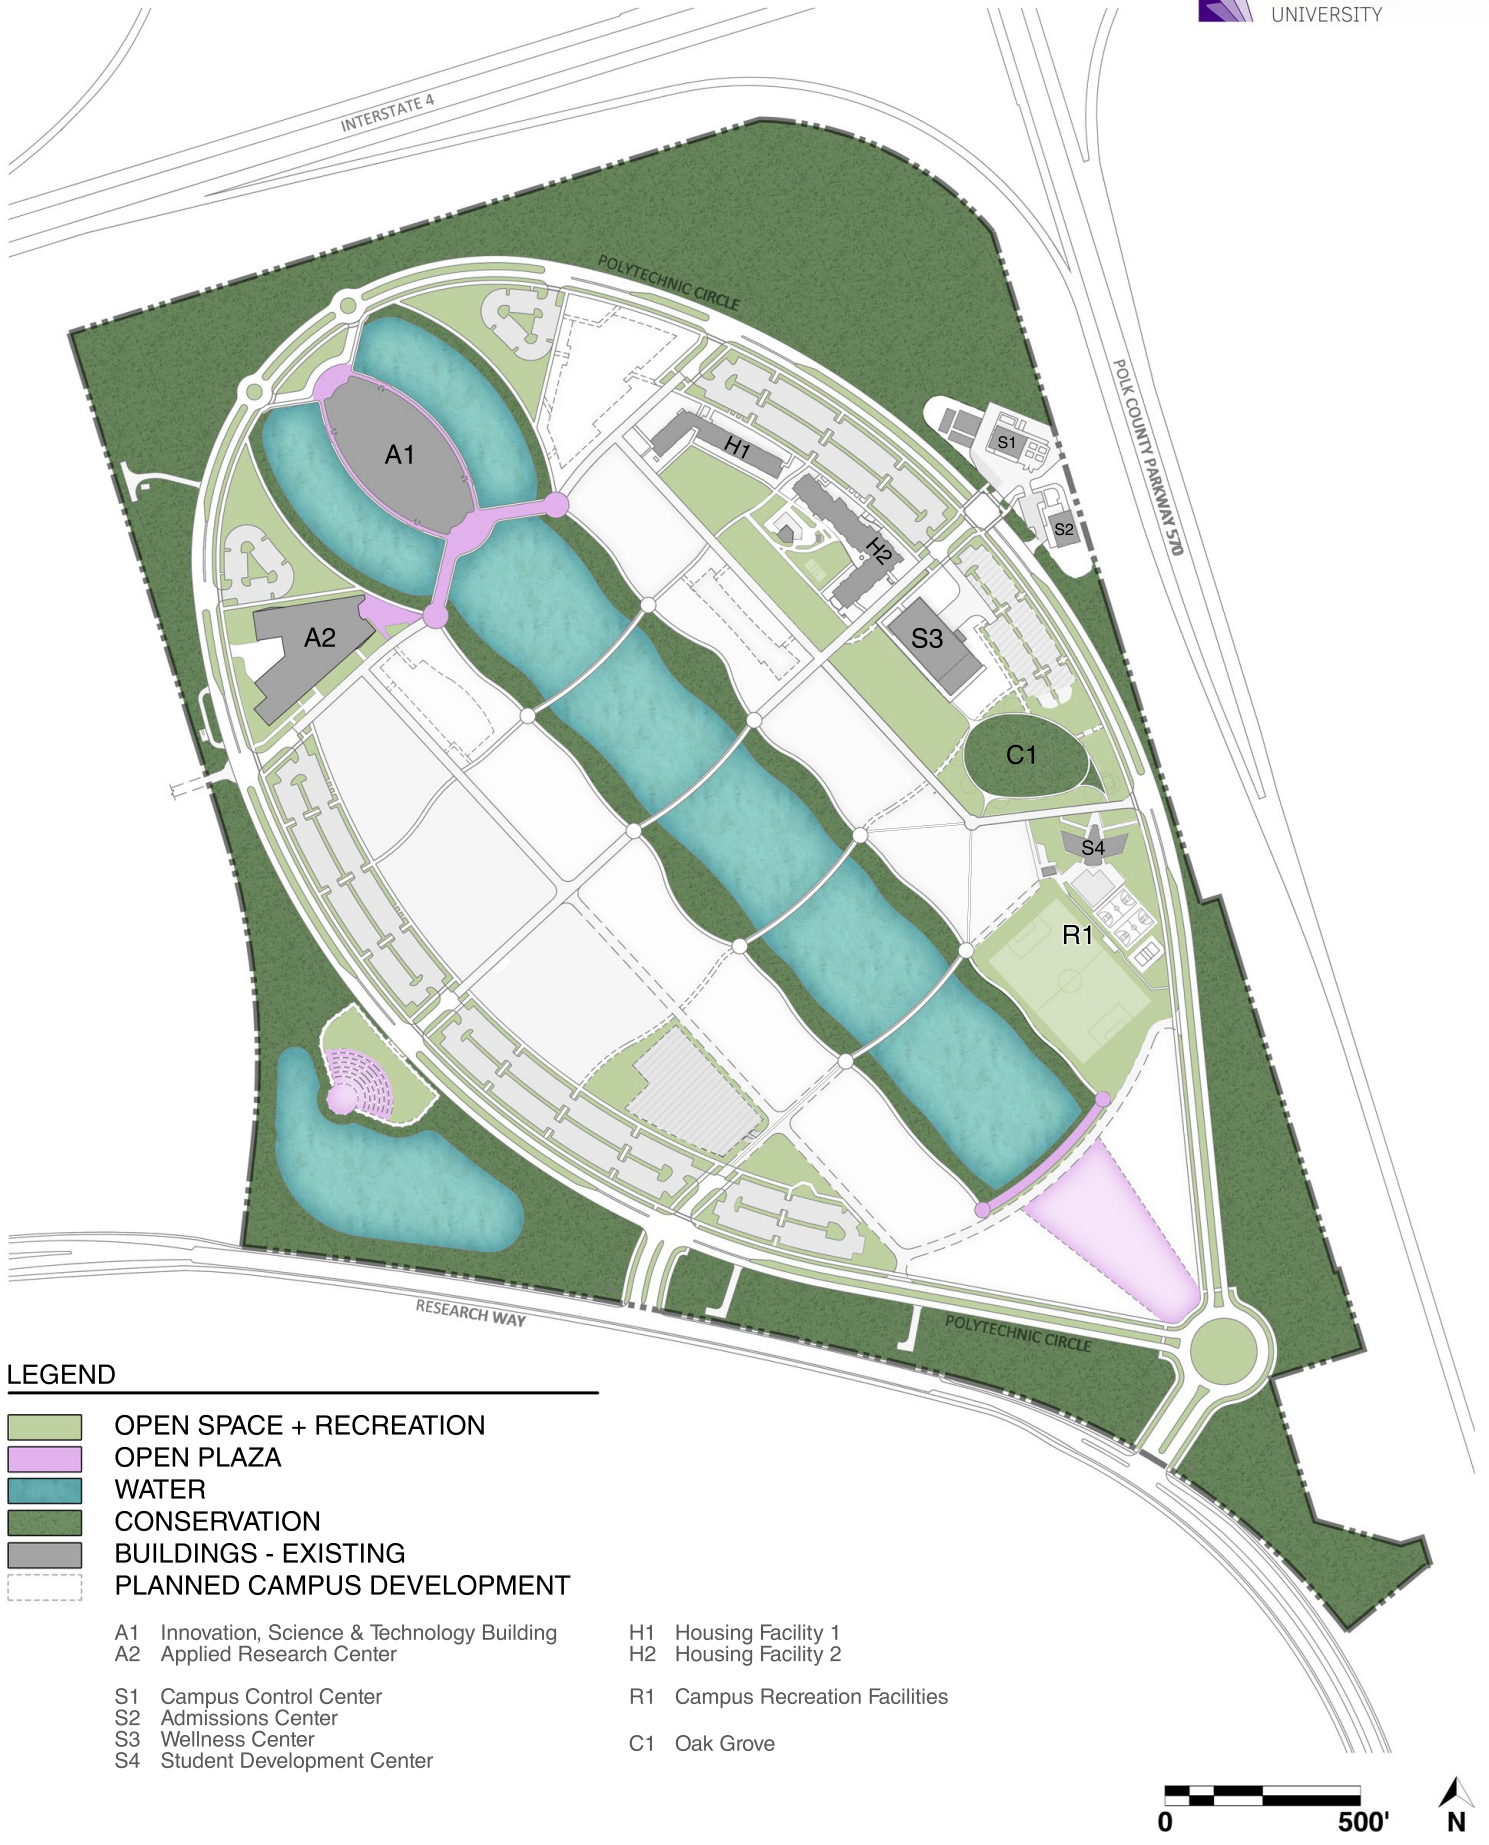 UNIVERSITY
INTERSTATE 4
POLYTECHNIC CIRCLE
POLK COUNTY PARKWAY 570
A1
H1
S1
S2
H2
A2
S3
C1
S4
R1
RESEARCH WAY
POLYTECHNIC CIRCLE
LEGEND
OPEN SPACE + RECREATION
OPEN PLAZA
WATER
CONSERVATION
BUILDINGS - EXISTING
PLANNED CAMPUS DEVELOPMENT
A1 Innovation, Science & Technology Building
A2 Applied Research Center
S1 Campus Control Center
S2 Admissions Center
S3 Wellness Center
S4 Student Development Center
H1 Housing Facility 1
H2 Housing Facility 2
R1 Campus Recreation Facilities
C1 Oak Grove
0 500'
N